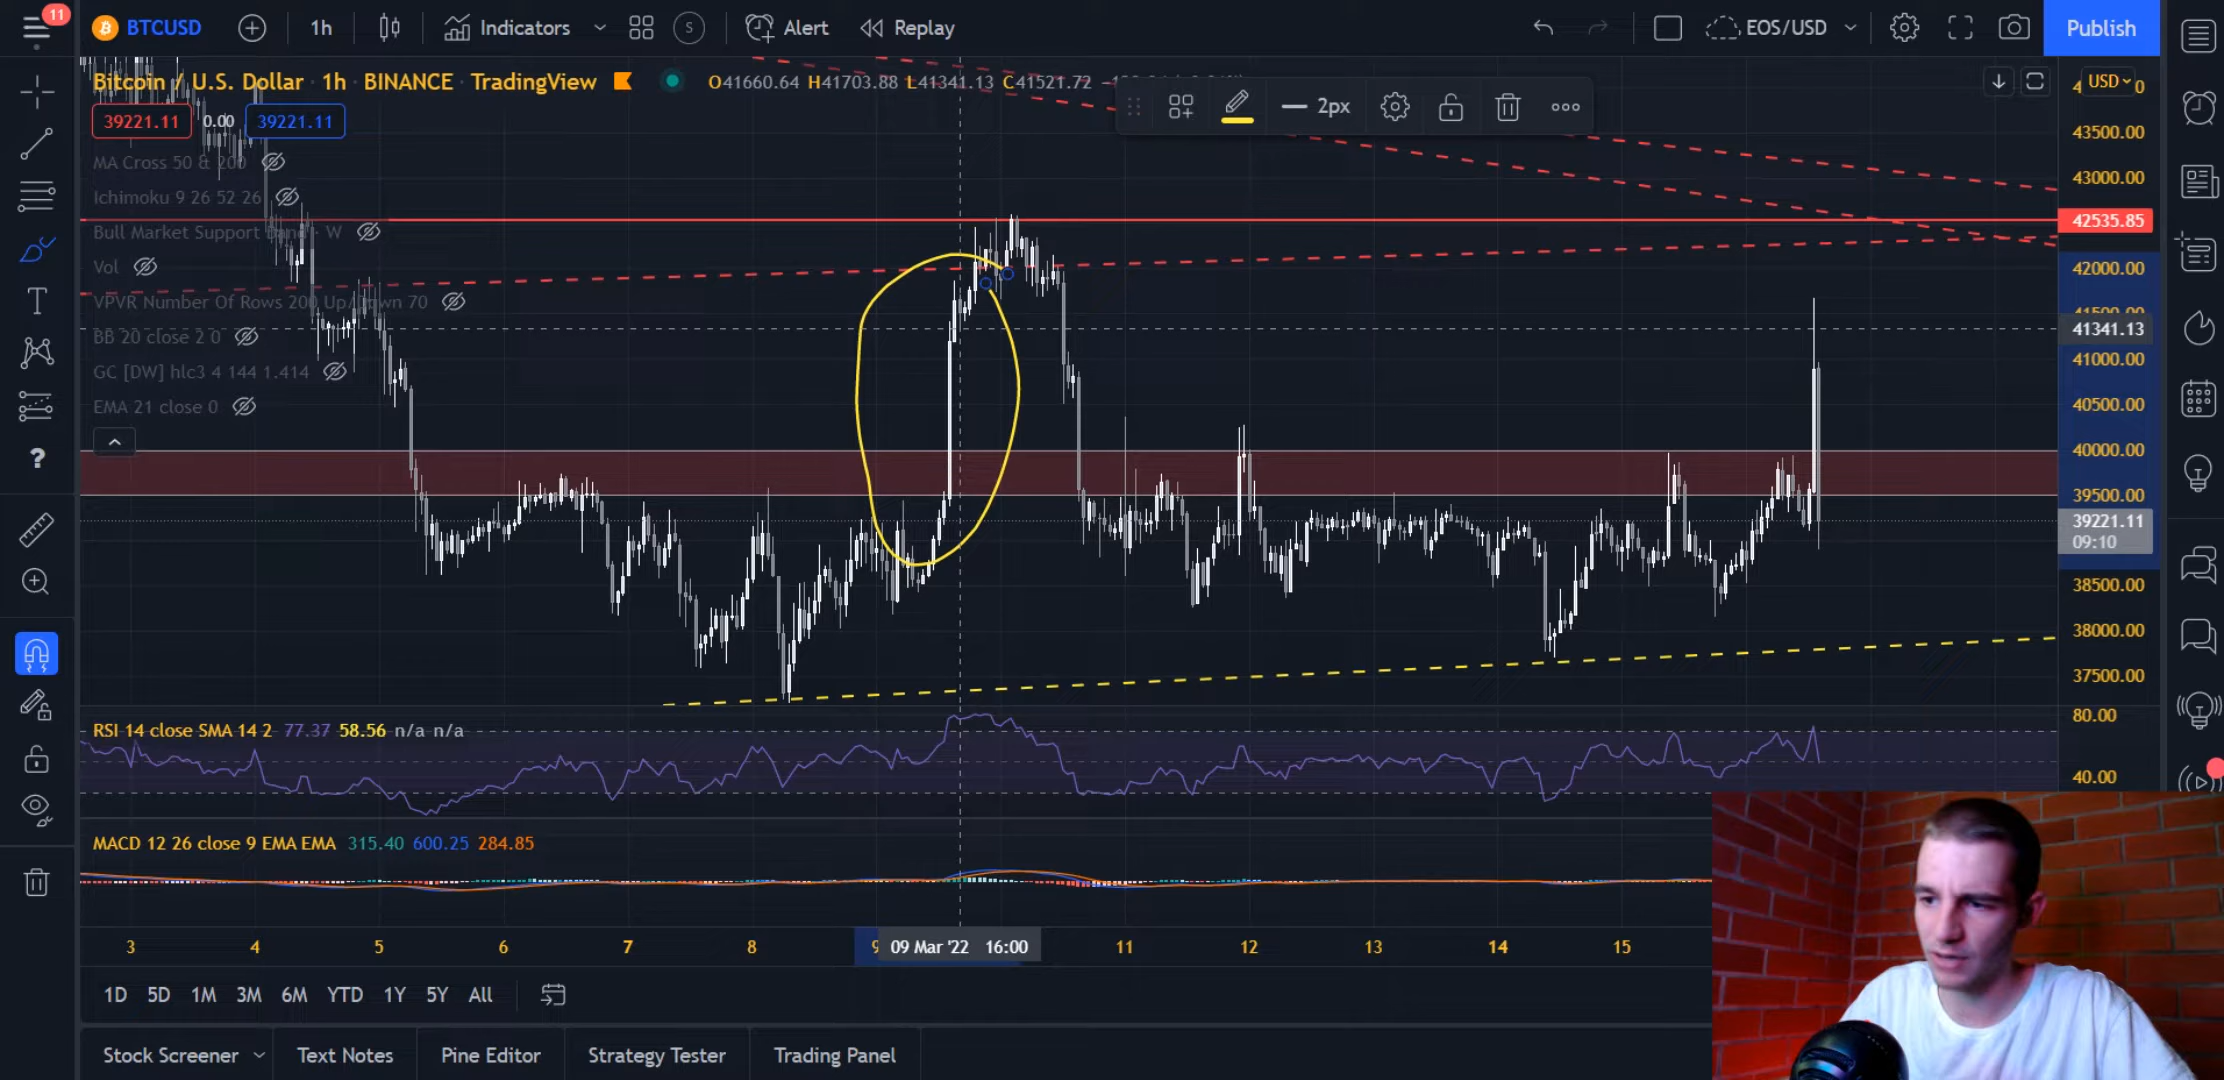 11
BTCUSD 1h Indicators S Alert Replay EOS/USD Publish
Bitcoin / U.S. Dollar · 1h · BINANCE · TradingView O41660.64 H41703.88 L41341.13 C41521.72
2px
USD
39221.11 0.00 39221.11
43500.00
MA Cross 50 & 200
43000.00
Ichimoku 9 26 52 26
42535.85
Bull Market Support Band · W
Vol
42000.00
VPVR Number Of Rows 200 Up/Down 70
41500.00
41341.13
BB 20 close 2 0
41000.00
GC [DW] hlc3 4 144 1.414
EMA 21 close 0
40500.00
40000.00
39500.00
39221.11
09:10
38500.00
38000.00
37500.00
80.00
RSI 14 close SMA 14 2 77.37 58.56 n/a n/a
40.00
MACD 12 26 close 9 EMA EMA 315.40 600.25 284.85
3 4 5 6 7 8 9 09 Mar '22 16:00 11 12 13 14 15
1D 5D 1M 3M 6M YTD 1Y 5Y All
Stock Screener Text Notes Pine Editor Strategy Tester Trading Panel